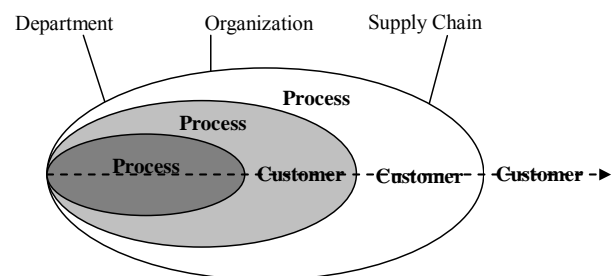 Department
Organization
Supply Chain
Process
Process
Process
Customer
Customer
Customer